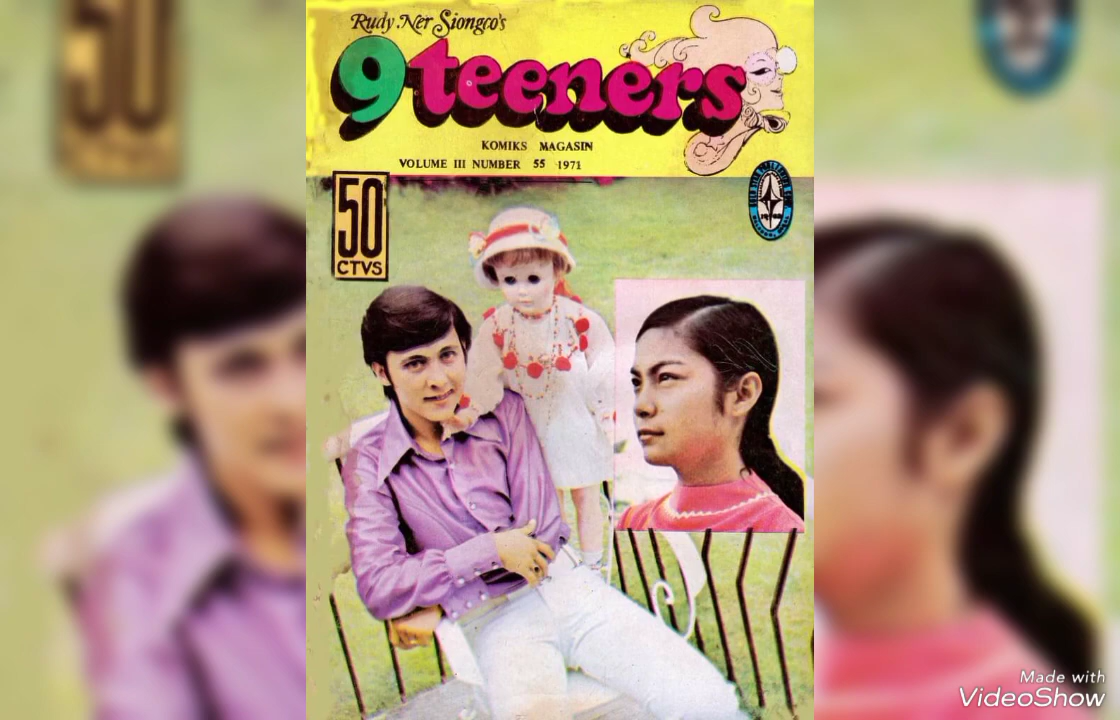 Rudy Ner Siongco's
9teeners
KOMIKS MAGASIN
VOLUME III NUMBER 55 1971
50
CTVS
Made with
VideoShow